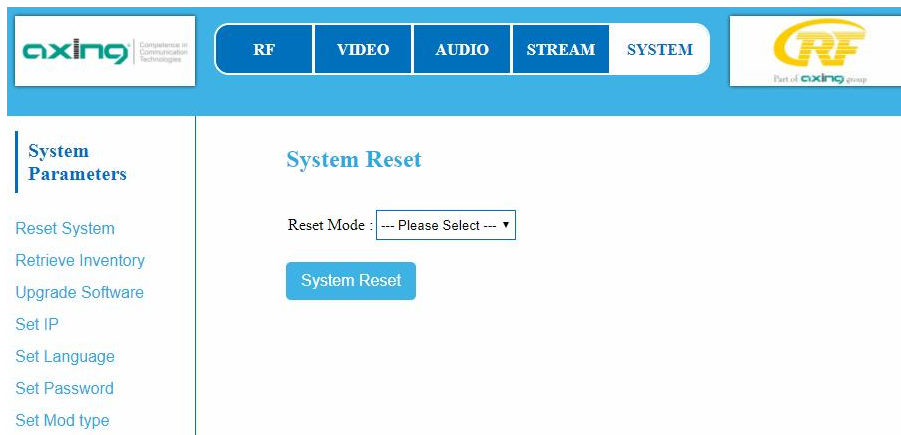 axing
Competence in
Communication
Technologies
RF VIDEO AUDIO STREAM SYSTEM
CRF
Part of axing group
System
Parameters
Reset System
Retrieve Inventory
Upgrade Software
Set IP
Set Language
Set Password
Set Mod type
System Reset
Reset Mode : --- Please Select ---
System Reset